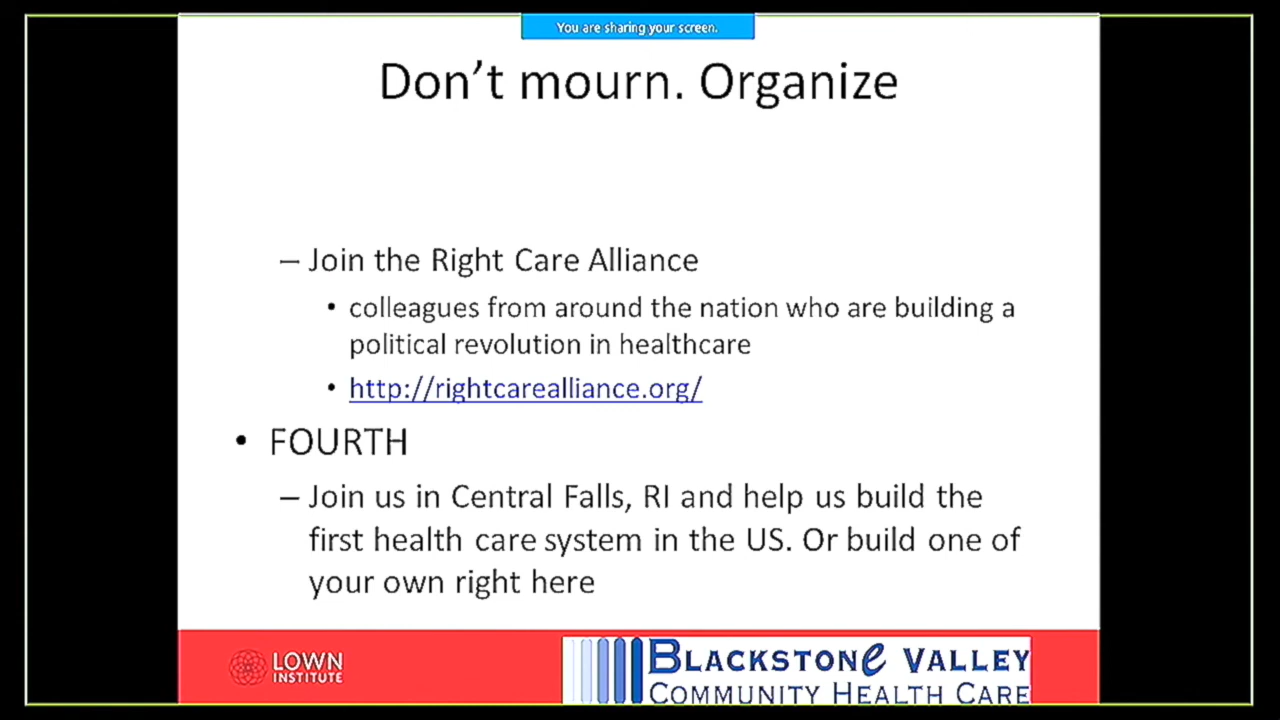 You are sharing your screen.
Don't mourn. Organize
– Join the Right Care Alliance
• colleagues from around the nation who are building a
political revolution in healthcare
• http://rightcarealliance.org/
• FOURTH
– Join us in Central Falls, RI and help us build the
first health care system in the US. Or build one of
your own right here
LOWN
INSTITUTE
BLACKSTONE VALLEY
COMMUNITY HEALTH CARE